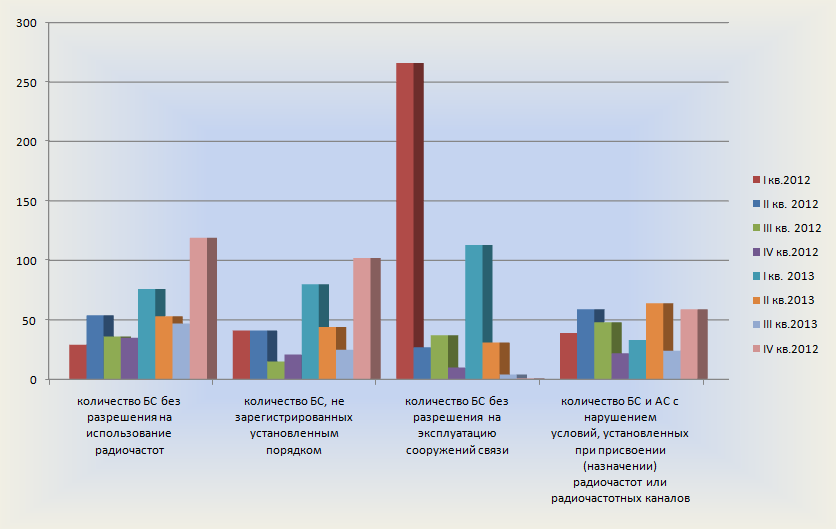 300
250
200
150
100
50
0
количество БС без
разрешения на
использование
радиочастот
количество БС, не
зарегистрированных
установленным
порядком
количество БС без
разрешения на
эксплуатацию
сооружений связи
количество БС и АС с
нарушением
условий, установленных
при присвоении
(назначении)
радиочастот или
радиочастотных каналов
I кв.2012
II кв. 2012
III кв. 2012
IV кв.2012
I кв. 2013
II кв.2013
III кв.2013
IV кв.2012